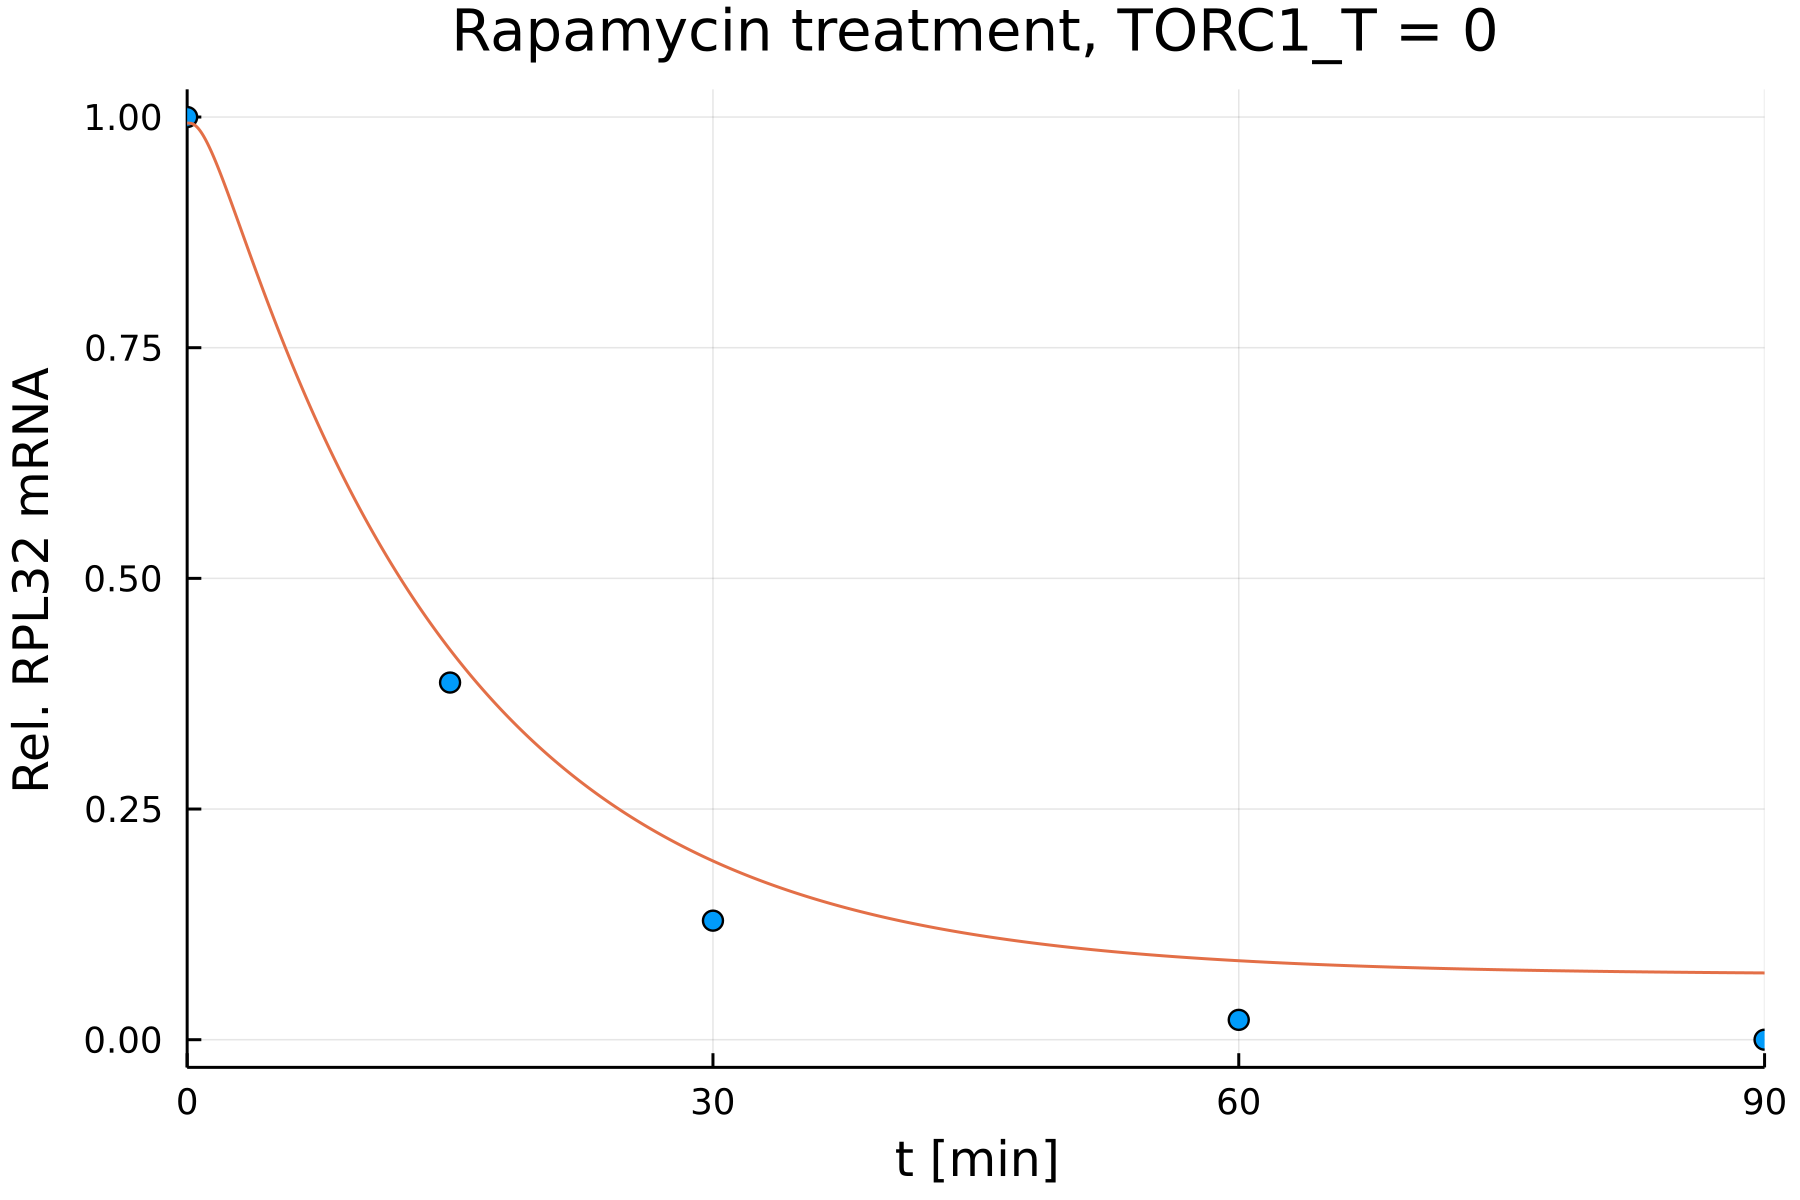 Rapamycin treatment, TORC1_T = 0
Rel. RPL32 mRNA
1.00
0.75
0.50
0.25
0.00
0 30 60 90
t [min]